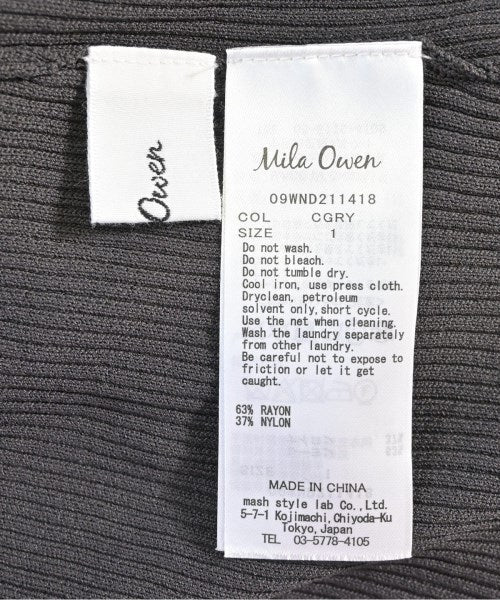 Owen
Mila Owen
09WND211418
COL CGRY
SIZE 1
Do not wash.
Do not bleach.
Do not tumble dry.
Cool iron, use press cloth.
Dryclean, petroleum
solvent only, short cycle.
Use the net when cleaning.
Wash the laundry separately
from other laundry.
Be careful not to expose to
friction or let it get
caught.
63% RAYON
37% NYLON
MADE IN CHINA
mash style lab Co., Ltd.
5-7-1 Kojimachi, Chiyoda-Ku
Tokyo, Japan
TEL 03-5778-4105